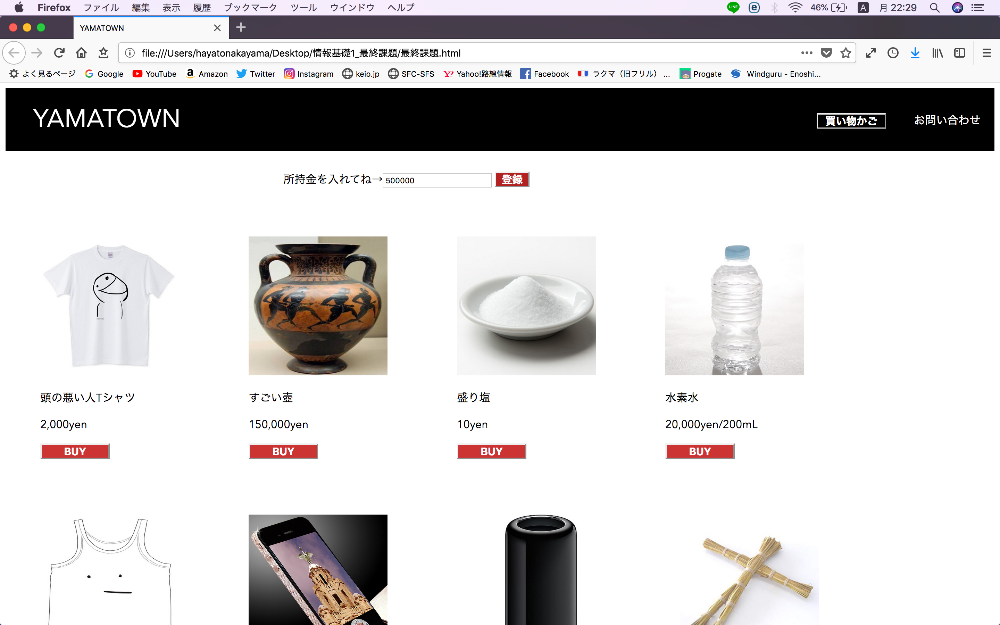 Firefox ファイル 編集 表示 履歴 ブックマーク ツール ウインドウ ヘルプ LINE e 46% A 月 22:29
YAMATOWN
file:///Users/hayatonakayama/Desktop/情報基礎1_最終課題/最終課題.html
よく見るページ Google YouTube Amazon Twitter Instagram keio.jp SFC-SFS Yahoo!路線情報 Facebook ラクマ（旧フリル） ... Progate Windguru - Enoshi...
YAMATOWN 買い物かご お問い合わせ
所持金を入れてね→ 500000 登録
頭の悪い人Tシャツ すごい壺 盛り塩 水素水
2,000yen 150,000yen 10yen 20,000yen/200mL
BUY BUY BUY BUY